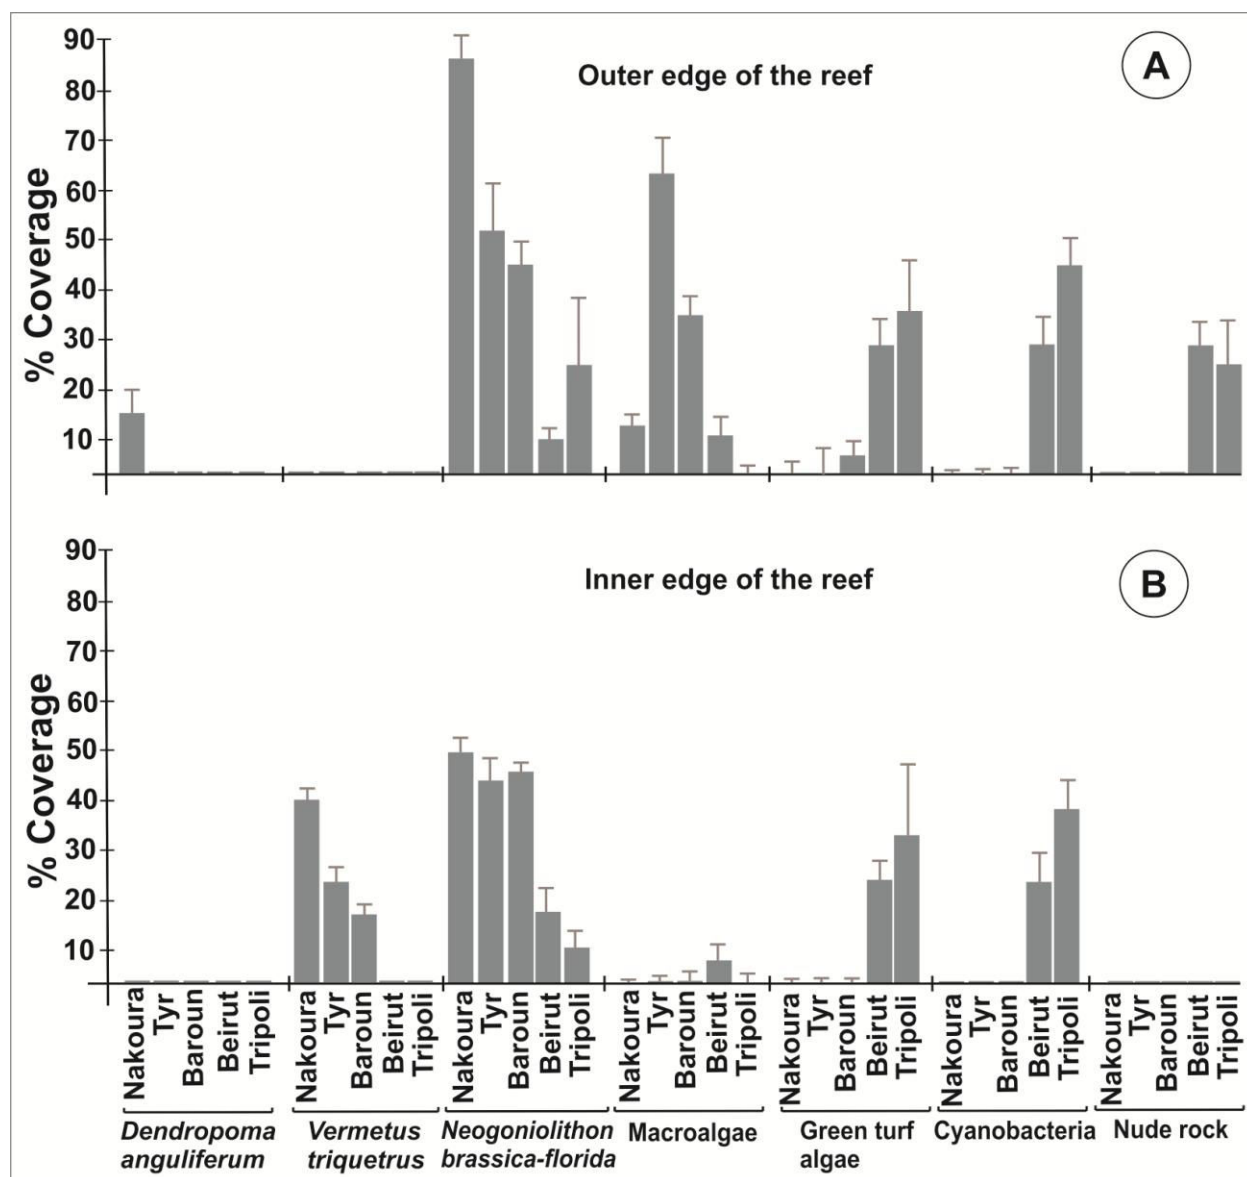 90
80
70
60
50
40
30
20
10
% Coverage
Outer edge of the reef
A
90
80
70
60
50
40
30
20
10
% Coverage
Inner edge of the reef
B
Nakoura
Tyr
Baroun
Beirut
Tripoli
Nakoura
Tyr
Baroun
Beirut
Tripoli
Nakoura
Tyr
Baroun
Beirut
Tripoli
Nakoura
Tyr
Baroun
Beirut
Tripoli
Nakoura
Tyr
Baroun
Beirut
Tripoli
Nakoura
Tyr
Baroun
Beirut
Tripoli
Nakoura
Tyr
Baroun
Beirut
Tripoli
Dendropoma
anguliferum
Vermetus
triquetrus
Neogoniolithon
brassica-florida
Macroalgae
Green turf
algae
Cyanobacteria
Nude rock